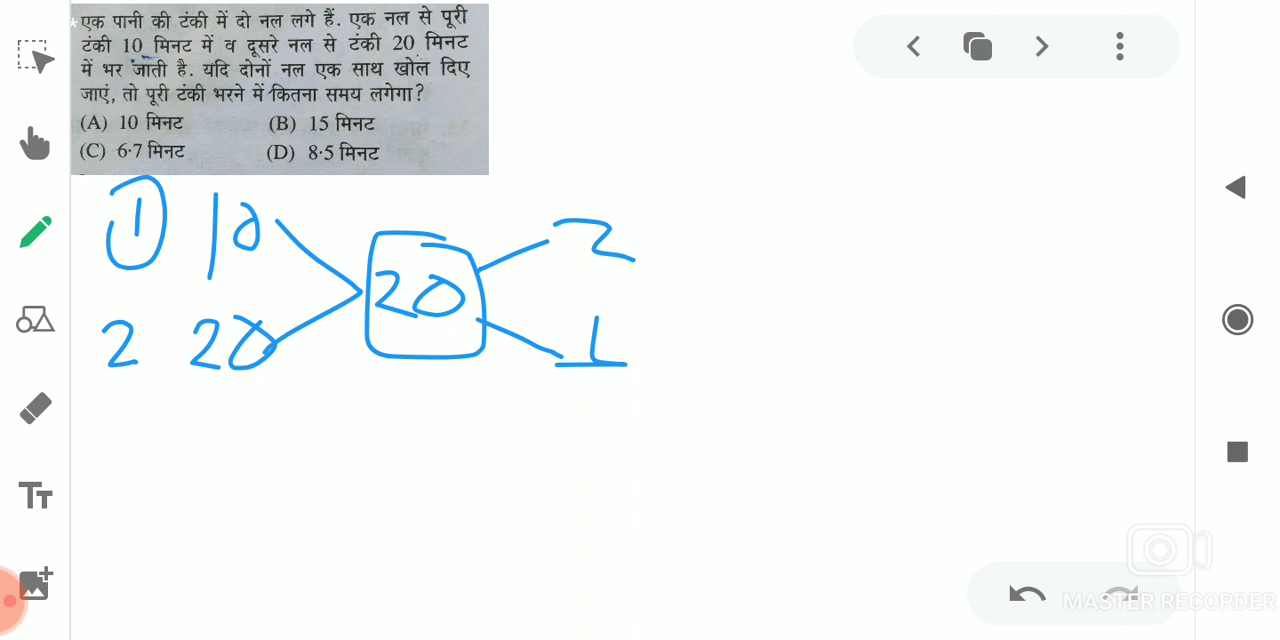 * एक पानी की टंकी में दो नल लगे हैं. एक नल से पूरी
टंकी 10 मिनट में व दूसरे नल से टंकी 20 मिनट
में भर जाती है. यदि दोनों नल एक साथ खोल दिए
जाएं, तो पूरी टंकी भरने में कितना समय लगेगा?
(A) 10 मिनट (B) 15 मिनट
(C) 6·7 मिनट (D) 8·5 मिनट
1 10 20 2
2 20 1
TT
MASTER RECORDER